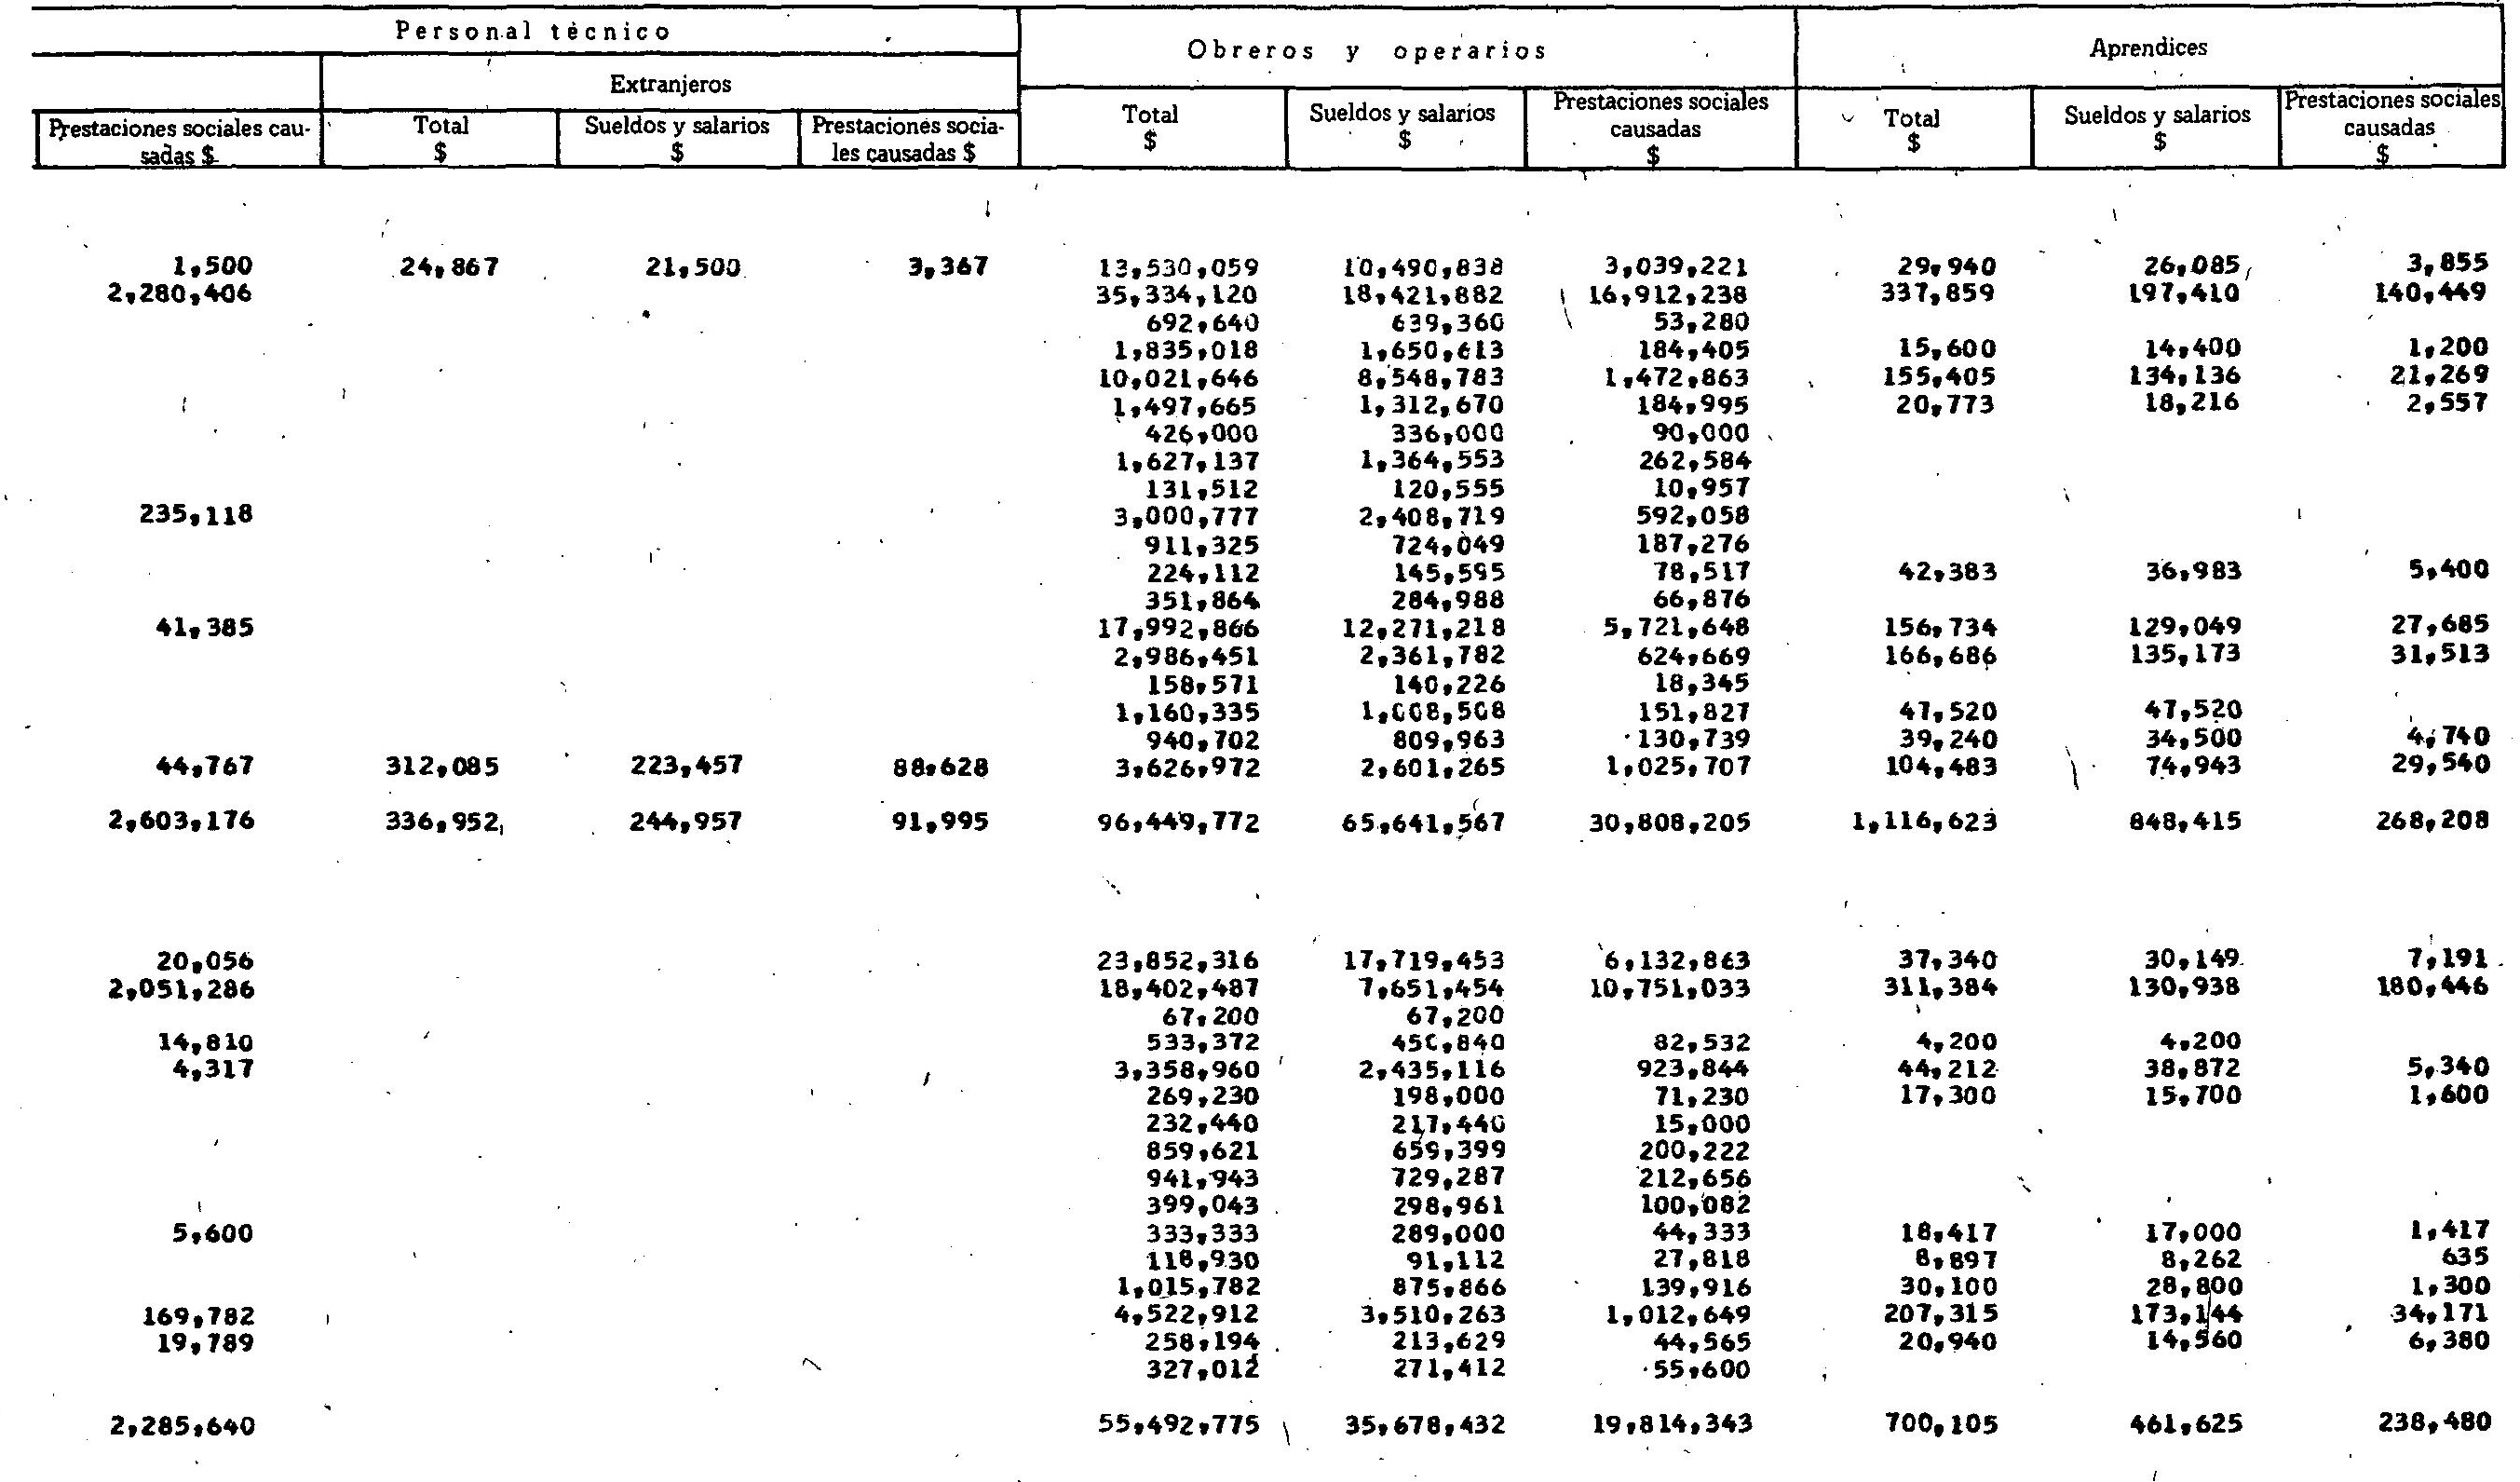 Personal técnico
Obreros y operarios
Aprendices
Extranjeros
Prestaciones sociales causadas $ Total $ Sueldos y salarios $ Prestaciones sociales causadas $ Total $ Sueldos y salarios $ Prestaciones sociales causadas $ Total $ Sueldos y salarios $ Prestaciones sociales causadas $
1,500 24,867 21,500 3,367 13,530,059 10,490,838 3,039,221 29,940 26,085 3,855
2,280,406 35,334,120 18,421,882 16,912,238 337,859 197,410 140,449
692,640 639,360 53,280
1,835,018 1,650,613 184,405 15,600 14,400 1,200
10,021,646 8,548,783 1,472,863 155,405 134,136 21,269
1,497,665 1,312,670 184,995 20,773 18,216 2,557
426,000 336,000 90,000
1,627,137 1,364,553 262,584
131,512 120,555 10,957
235,118 3,000,777 2,408,719 592,058
911,325 724,049 187,276
224,112 145,595 78,517 42,383 36,983 5,400
351,864 284,988 66,876
41,385 17,992,866 12,271,218 5,721,648 156,734 129,049 27,685
2,986,451 2,361,782 624,669 166,686 135,173 31,513
158,571 140,226 18,345
1,160,335 1,008,508 151,827 47,520 47,520
940,702 809,963 130,739 39,240 34,500 4,740
44,767 312,085 223,457 88,628 3,626,972 2,601,265 1,025,707 104,483 74,943 29,540
2,603,176 336,952 244,957 91,995 96,449,772 65,641,567 30,808,205 1,116,623 848,415 268,208
20,056 23,852,316 17,719,453 6,132,863 37,340 30,149 7,191
2,051,286 18,402,487 7,651,454 10,751,033 311,384 130,938 180,446
67,200 67,200
14,810 533,372 450,840 82,532 4,200 4,200
4,317 3,358,960 2,435,116 923,844 44,212 38,872 5,340
269,230 198,000 71,230 17,300 15,700 1,600
232,440 217,440 15,000
859,621 659,399 200,222
941,943 729,287 212,656
399,043 298,961 100,082
5,600 333,333 289,000 44,333 18,417 17,000 1,417
118,930 91,112 27,818 8,897 8,262 635
1,015,782 875,866 139,916 30,100 28,800 1,300
169,782 4,522,912 3,510,263 1,012,649 207,315 173,144 34,171
19,789 258,194 213,629 44,565 20,940 14,560 6,380
327,012 271,412 55,600
2,285,640 55,492,775 35,678,432 19,814,343 700,105 461,625 238,480